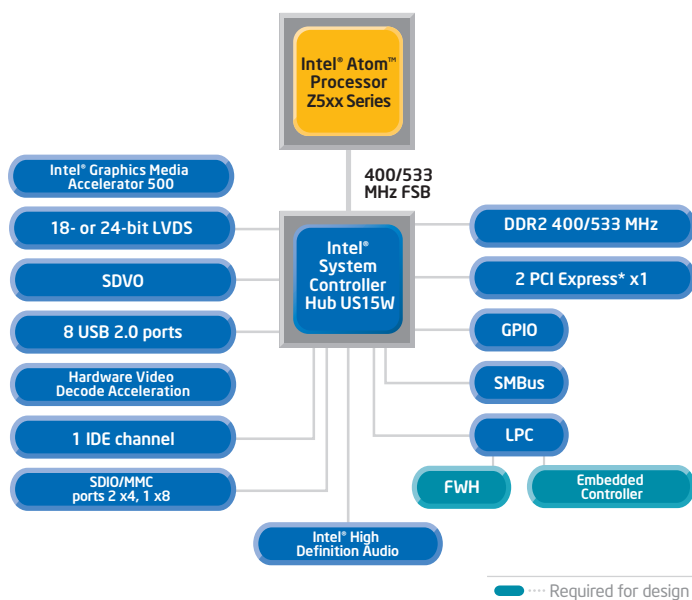 Intel® Atom™
Processor
Z5xx Series
400/533
MHz FSB
Intel® Graphics Media
Accelerator 500
18- or 24-bit LVDS
SDVO
8 USB 2.0 ports
Hardware Video
Decode Acceleration
1 IDE channel
SDIO/MMC
ports 2 x4, 1 x8
Intel®
System
Controller
Hub US15W
DDR2 400/533 MHz
2 PCI Express* x1
GPIO
SMBus
LPC
FWH
Embedded
Controller
Intel® High
Definition Audio
Required for design